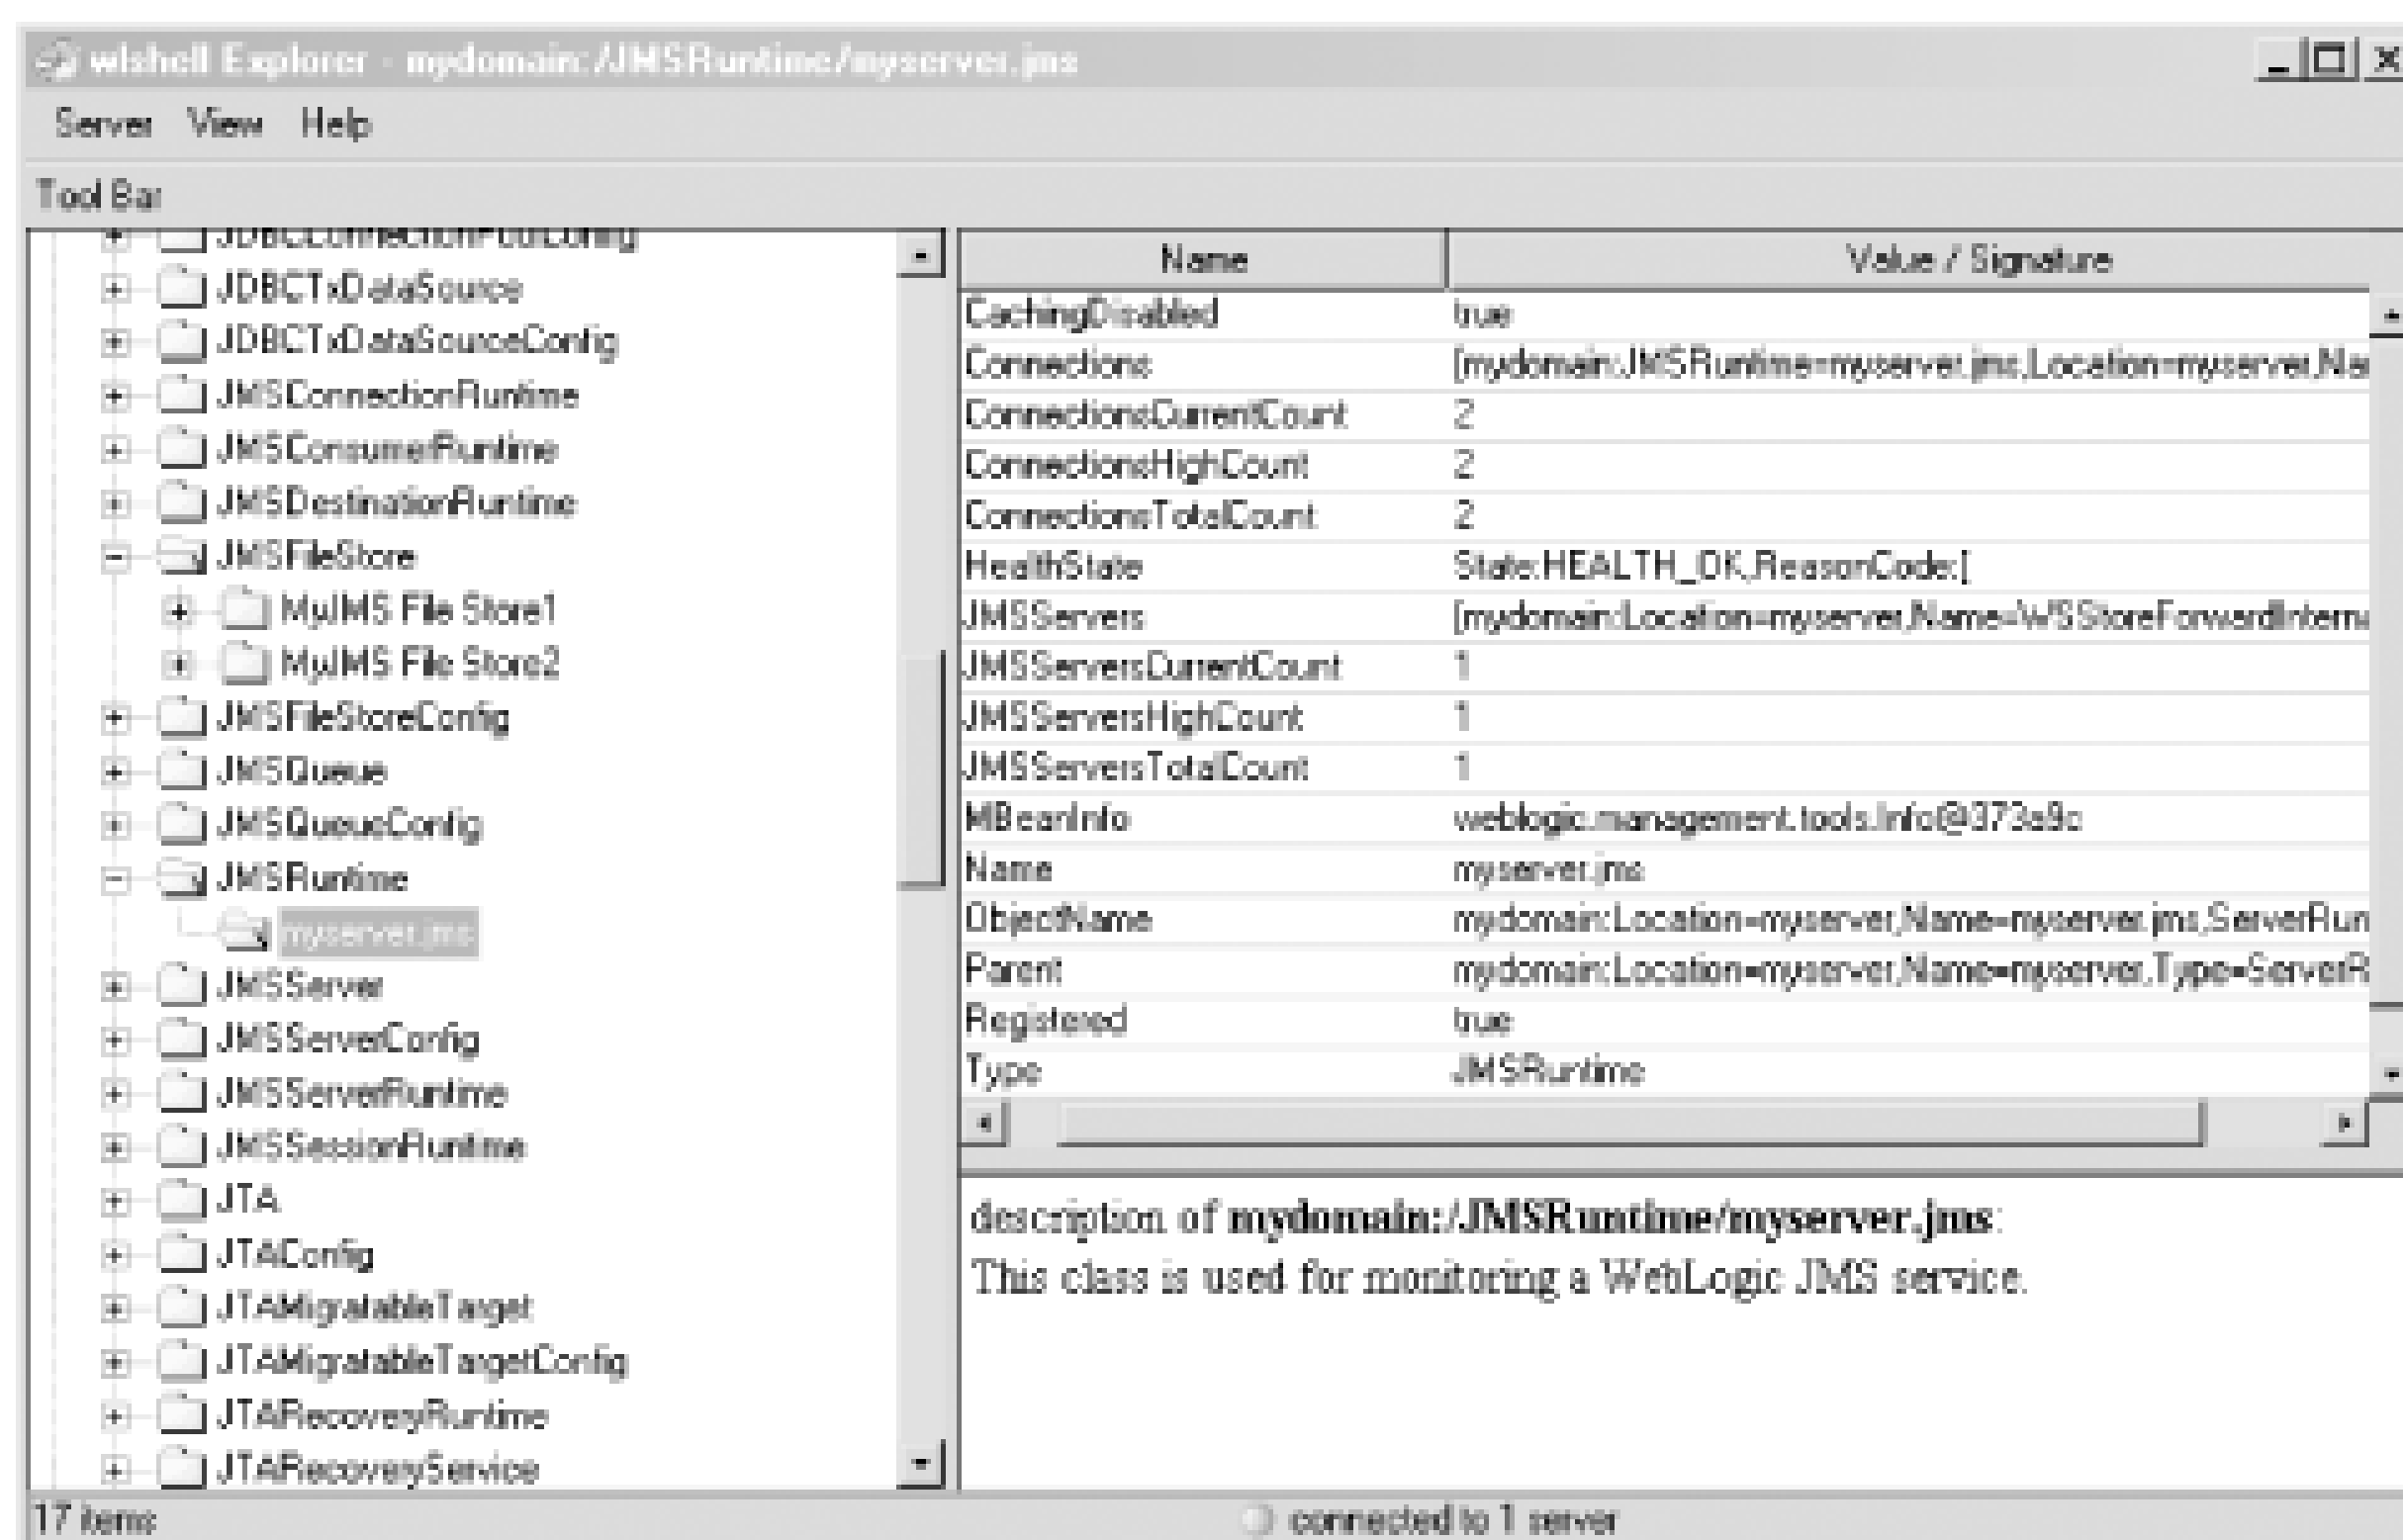 wlshell Explorer - mydomain:/JMSRuntime/myserver.jms
Server View Help
Tool Bar
JDBCConnectionPoolConfig
JDBCTxDataSource
JDBCTxDataSourceConfig
JMSConnectionRuntime
JMSConsumerRuntime
JMSDestinationRuntime
JMSFileStore
MyJMS File Store1
MyJMS File Store2
JMSFileStoreConfig
JMSQueue
JMSQueueConfig
JMSRuntime
myserver.jms
JMSServer
JMSServerConfig
JMSServerRuntime
JMSSessionRuntime
JTA
JTAConfig
JTAMigratableTarget
JTAMigratableTargetConfig
JTARecoveryRuntime
JTARecoveryService
Name Value / Signature
CachingDisabled true
Connections [mydomain:JMSRuntime=myserver.jms,Location=myserver,Nar
ConnectionsCurrentCount 2
ConnectionsHighCount 2
ConnectionsTotalCount 2
HealthState State:HEALTH_OK,ReasonCode:[
JMSServers [mydomain:Location=myserver,Name=WSStoreForwardInterna
JMSServersCurrentCount 1
JMSServersHighCount 1
JMSServersTotalCount 1
MBeanInfo weblogic.management.tools.Info@373a9c
Name myserver.jms
ObjectName mydomain:Location=myserver,Name=myserver.jms,ServerRun
Parent mydomain:Location=myserver,Name=myserver,Type=ServerR
Registered true
Type JMSRuntime
description of mydomain:/JMSRuntime/myserver.jms:
This class is used for monitoring a WebLogic JMS service.
17 items connected to 1 server